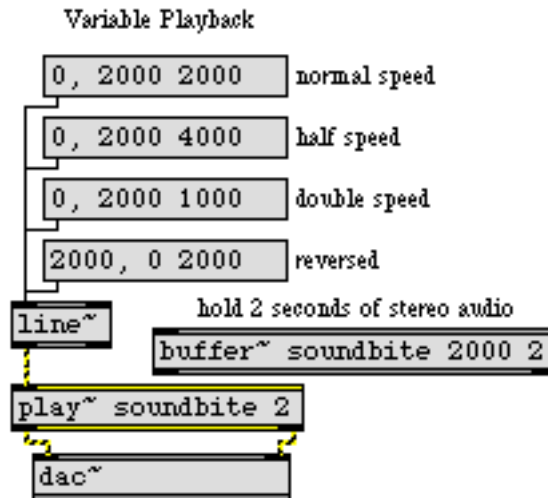 Variable Playback
0, 2000 2000 normal speed
0, 2000 4000 half speed
0, 2000 1000 double speed
2000, 0 2000 reversed
hold 2 seconds of stereo audio
line~
buffer~ soundbite 2000 2
play~ soundbite 2
dac~